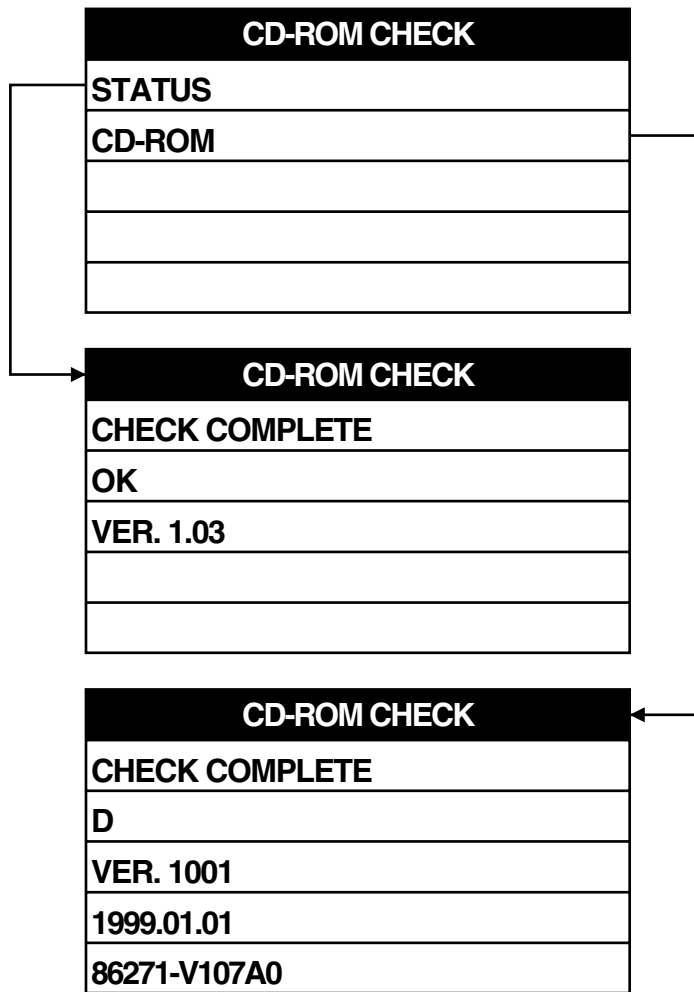 CD-ROM CHECK
STATUS
CD-ROM
CD-ROM CHECK
CHECK COMPLETE
OK
VER. 1.03
CD-ROM CHECK
CHECK COMPLETE
D
VER. 1001
1999.01.01
86271-V107A0